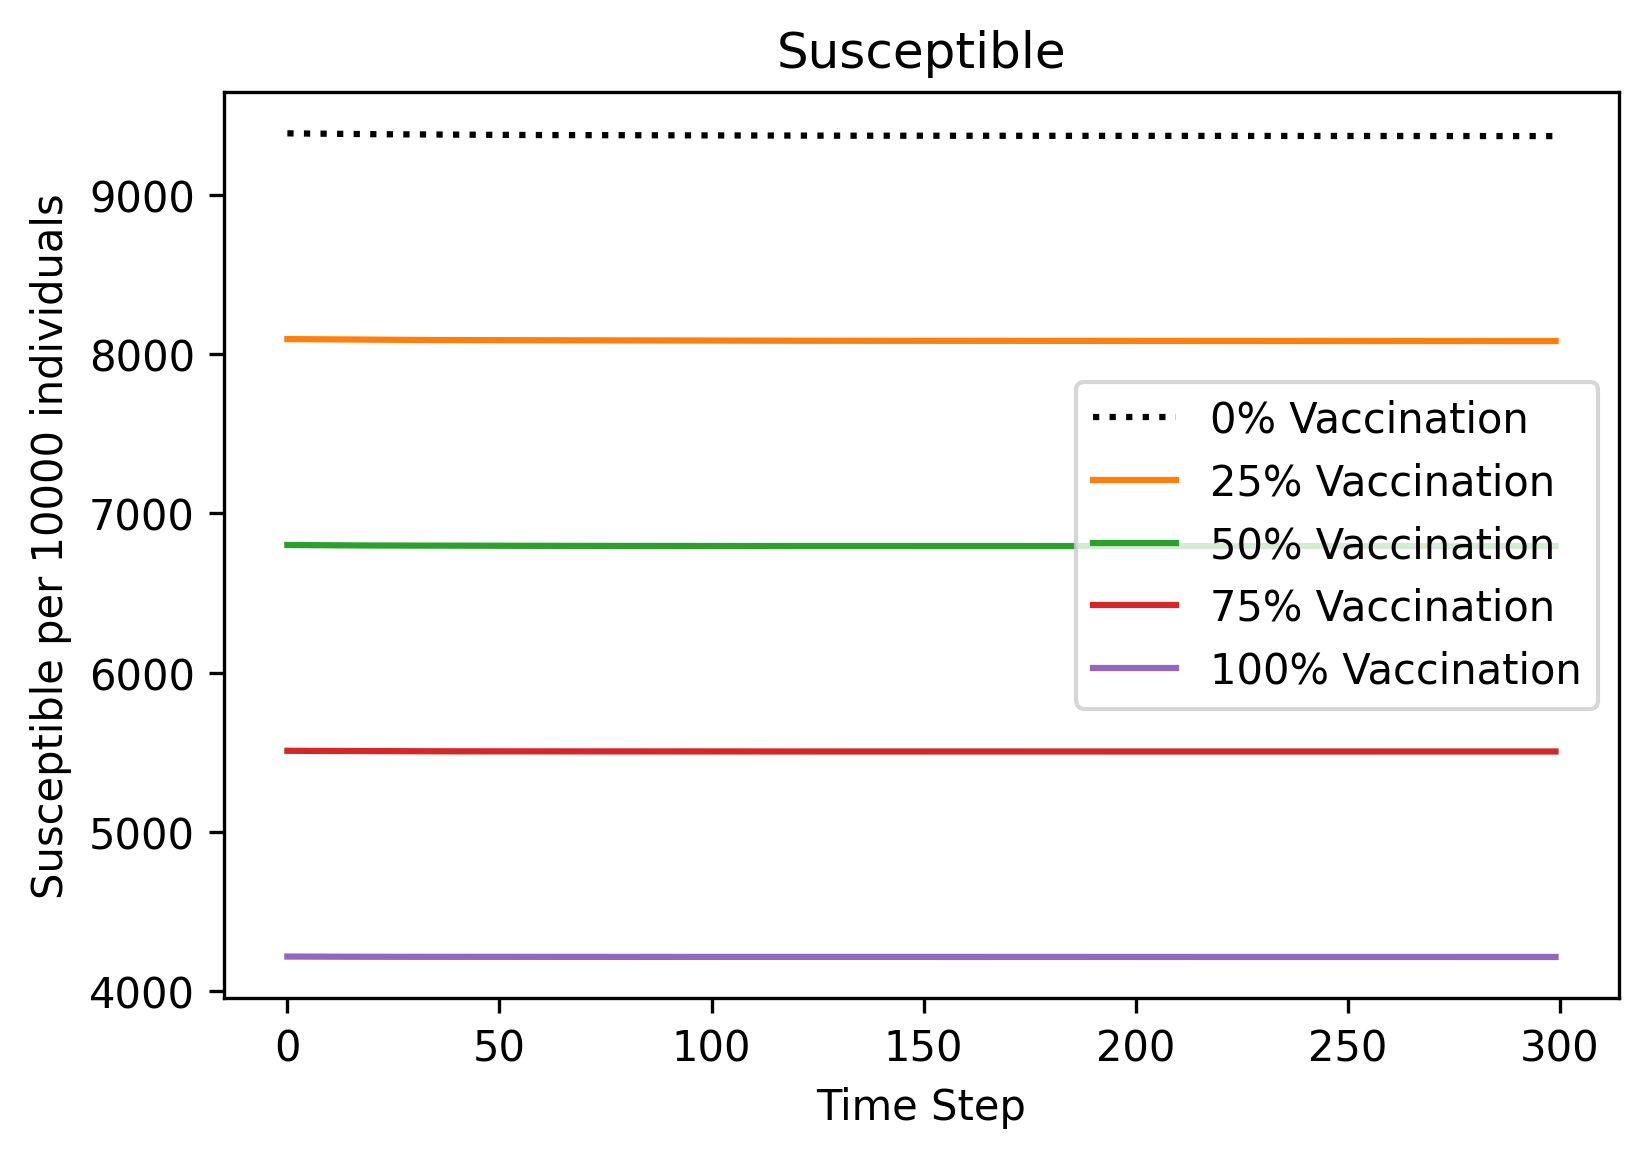 Susceptible
Susceptible per 10000 individuals
9000
8000
7000
6000
5000
4000
0% Vaccination
25% Vaccination
50% Vaccination
75% Vaccination
100% Vaccination
0 50 100 150 200 250 300
Time Step